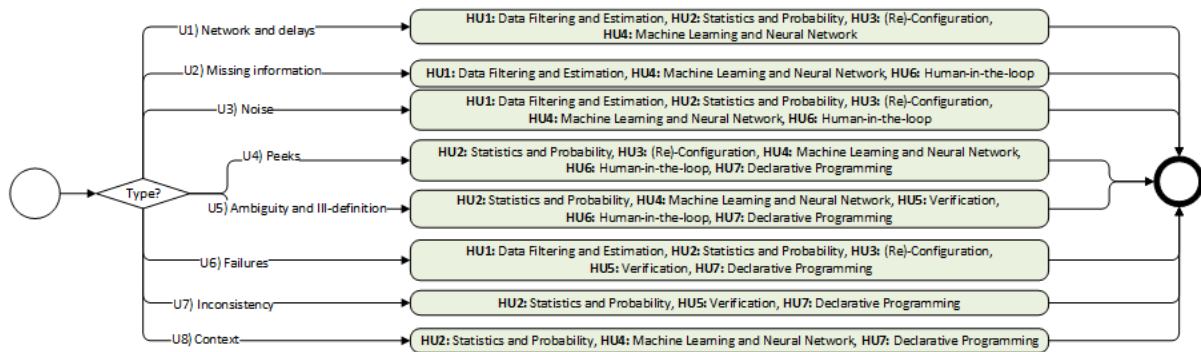 U1) Network and delays
HU1: Data Filtering and Estimation, HU2: Statistics and Probability, HU3: (Re)-Configuration,
HU4: Machine Learning and Neural Network
U2) Missing information
HU1: Data Filtering and Estimation, HU4: Machine Learning and Neural Network, HU6: Human-in-the-loop
U3) Noise
HU1: Data Filtering and Estimation, HU2: Statistics and Probability, HU3: (Re)-Configuration,
HU4: Machine Learning and Neural Network, HU6: Human-in-the-loop
U4) Peeks
HU2: Statistics and Probability, HU3: (Re)-Configuration, HU4: Machine Learning and Neural Network,
HU6: Human-in-the-loop, HU7: Declarative Programming
Type?
U5) Ambiguity and Ill-definition
HU2: Statistics and Probability, HU4: Machine Learning and Neural Network, HU5: Verification,
HU6: Human-in-the-loop, HU7: Declarative Programming
U6) Failures
HU1: Data Filtering and Estimation, HU2: Statistics and Probability, HU3: (Re)-Configuration,
HU5: Verification, HU7: Declarative Programming
U7) Inconsistency
HU2: Statistics and Probability, HU5: Verification, HU7: Declarative Programming
U8) Context
HU2: Statistics and Probability, HU4: Machine Learning and Neural Network, HU7: Declarative Programming